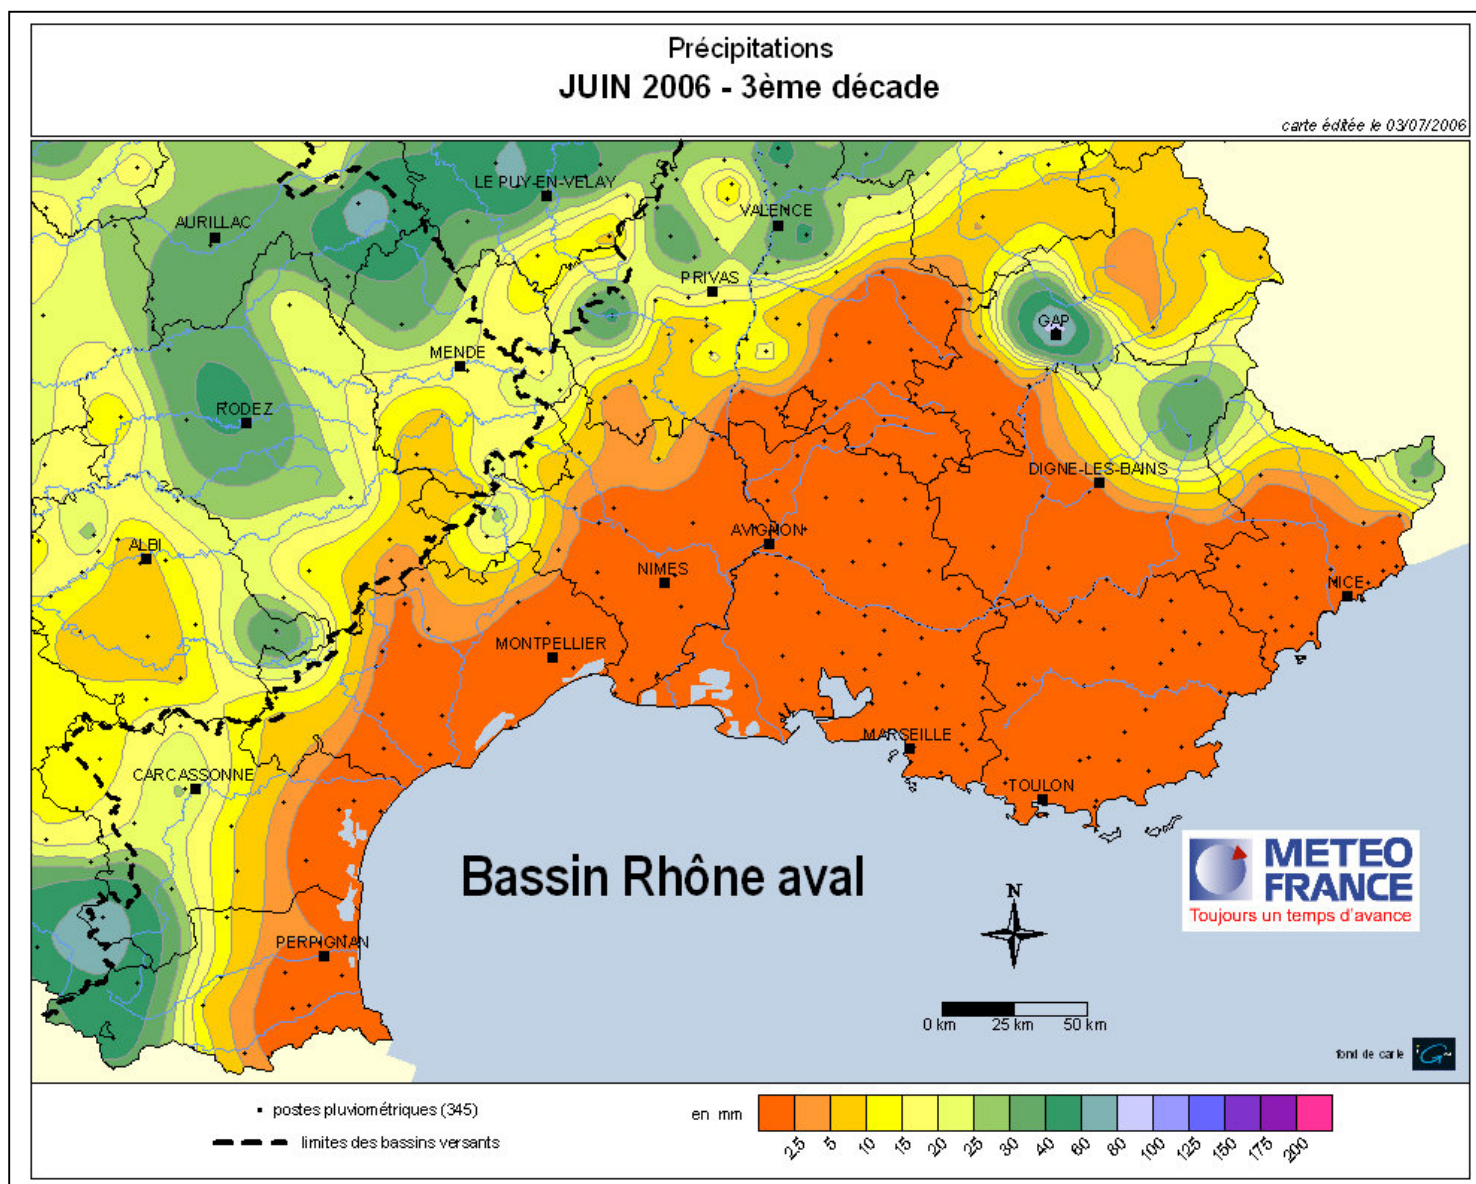 Précipitations
JUIN 2006 - 3ème décade
carte éditée le 03/07/2006
LE PUY-EN-VELAY
AURILLAC
VALENCE
PRIVAS
GAP
MENDE
RODEZ
DIGNE-LES-BAINS
AVIGNON
ALBI
NIMES
NICE
MONTPELLIER
MARSEILLE
CARCASSONNE
TOULON
Bassin Rhône aval
METEO
FRANCE
Toujours un temps d'avance
N
PERPIGNAN
0 km 25 km 50 km
fond de carte
postes pluviométriques (345)
limites des bassins versants
en mm
2,5 5 10 15 20 25 30 40 60 80 100 125 150 175 200